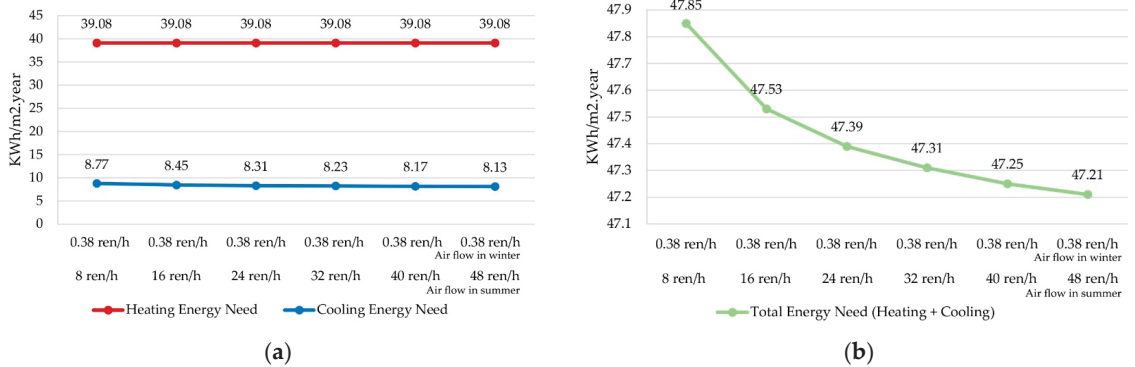 45
40
35
30
25
20
15
10
5
0
KWh/m2.year
39.08 39.08 39.08 39.08 39.08 39.08
8.77 8.45 8.31 8.23 8.17 8.13
0.38 ren/h 0.38 ren/h 0.38 ren/h 0.38 ren/h 0.38 ren/h 0.38 ren/h
Air flow in winter
8 ren/h 16 ren/h 24 ren/h 32 ren/h 40 ren/h 48 ren/h
Air flow in summer
Heating Energy Need Cooling Energy Need
(a)
47.9
47.8
47.7
47.6
47.5
47.4
47.3
47.2
47.1
KWh/m2.year
47.85
47.53
47.39
47.31
47.25
47.21
0.38 ren/h 0.38 ren/h 0.38 ren/h 0.38 ren/h 0.38 ren/h 0.38 ren/h
Air flow in winter
8 ren/h 16 ren/h 24 ren/h 32 ren/h 40 ren/h 48 ren/h
Air flow in summer
Total Energy Need (Heating + Cooling)
(b)